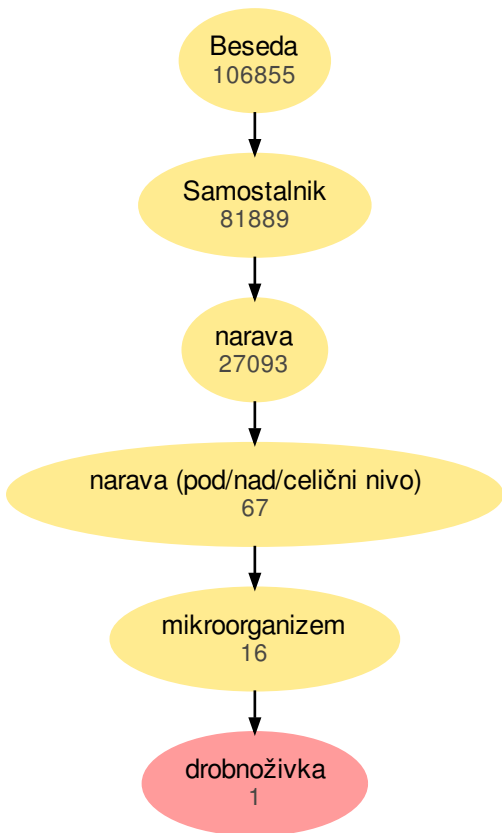 Beseda
106855
Samostalnik
81889
narava
27093
narava (pod/nad/celični nivo)
67
mikroorganizem
16
drobnoživka
1